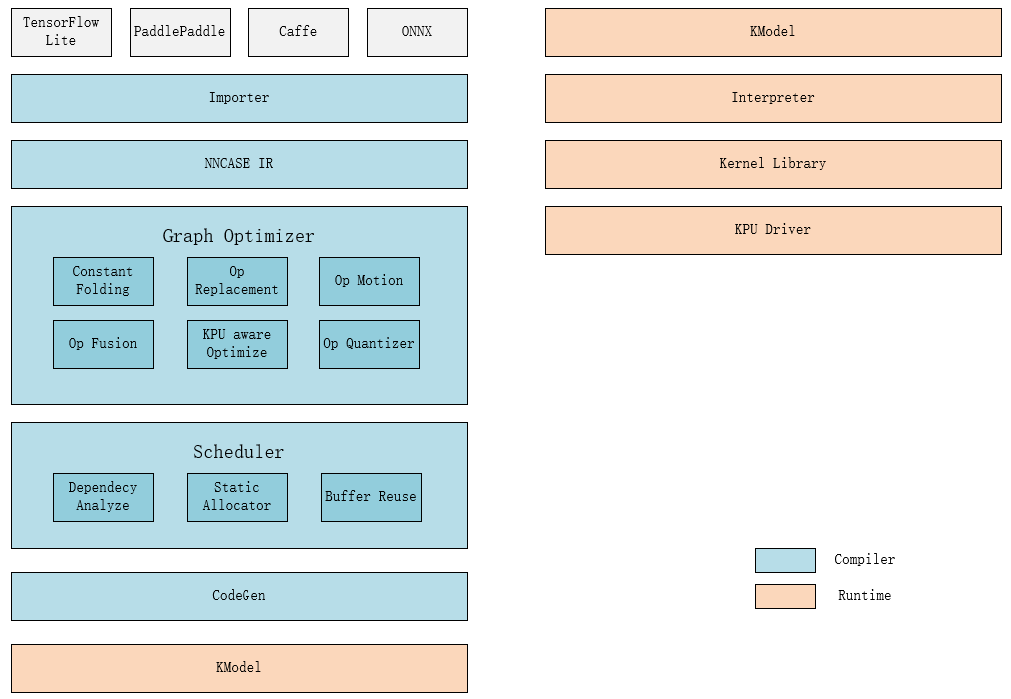 TensorFlow
Lite
PaddlePaddle
Caffe
ONNX
Importer
NNCASE IR
Graph Optimizer
Constant
Folding
Op
Replacement
Op Motion
Op Fusion
KPU aware
Optimize
Op Quantizer
Scheduler
Dependecy
Analyze
Static
Allocator
Buffer Reuse
CodeGen
KModel
KModel
Interpreter
Kernel Library
KPU Driver
Compiler
Runtime